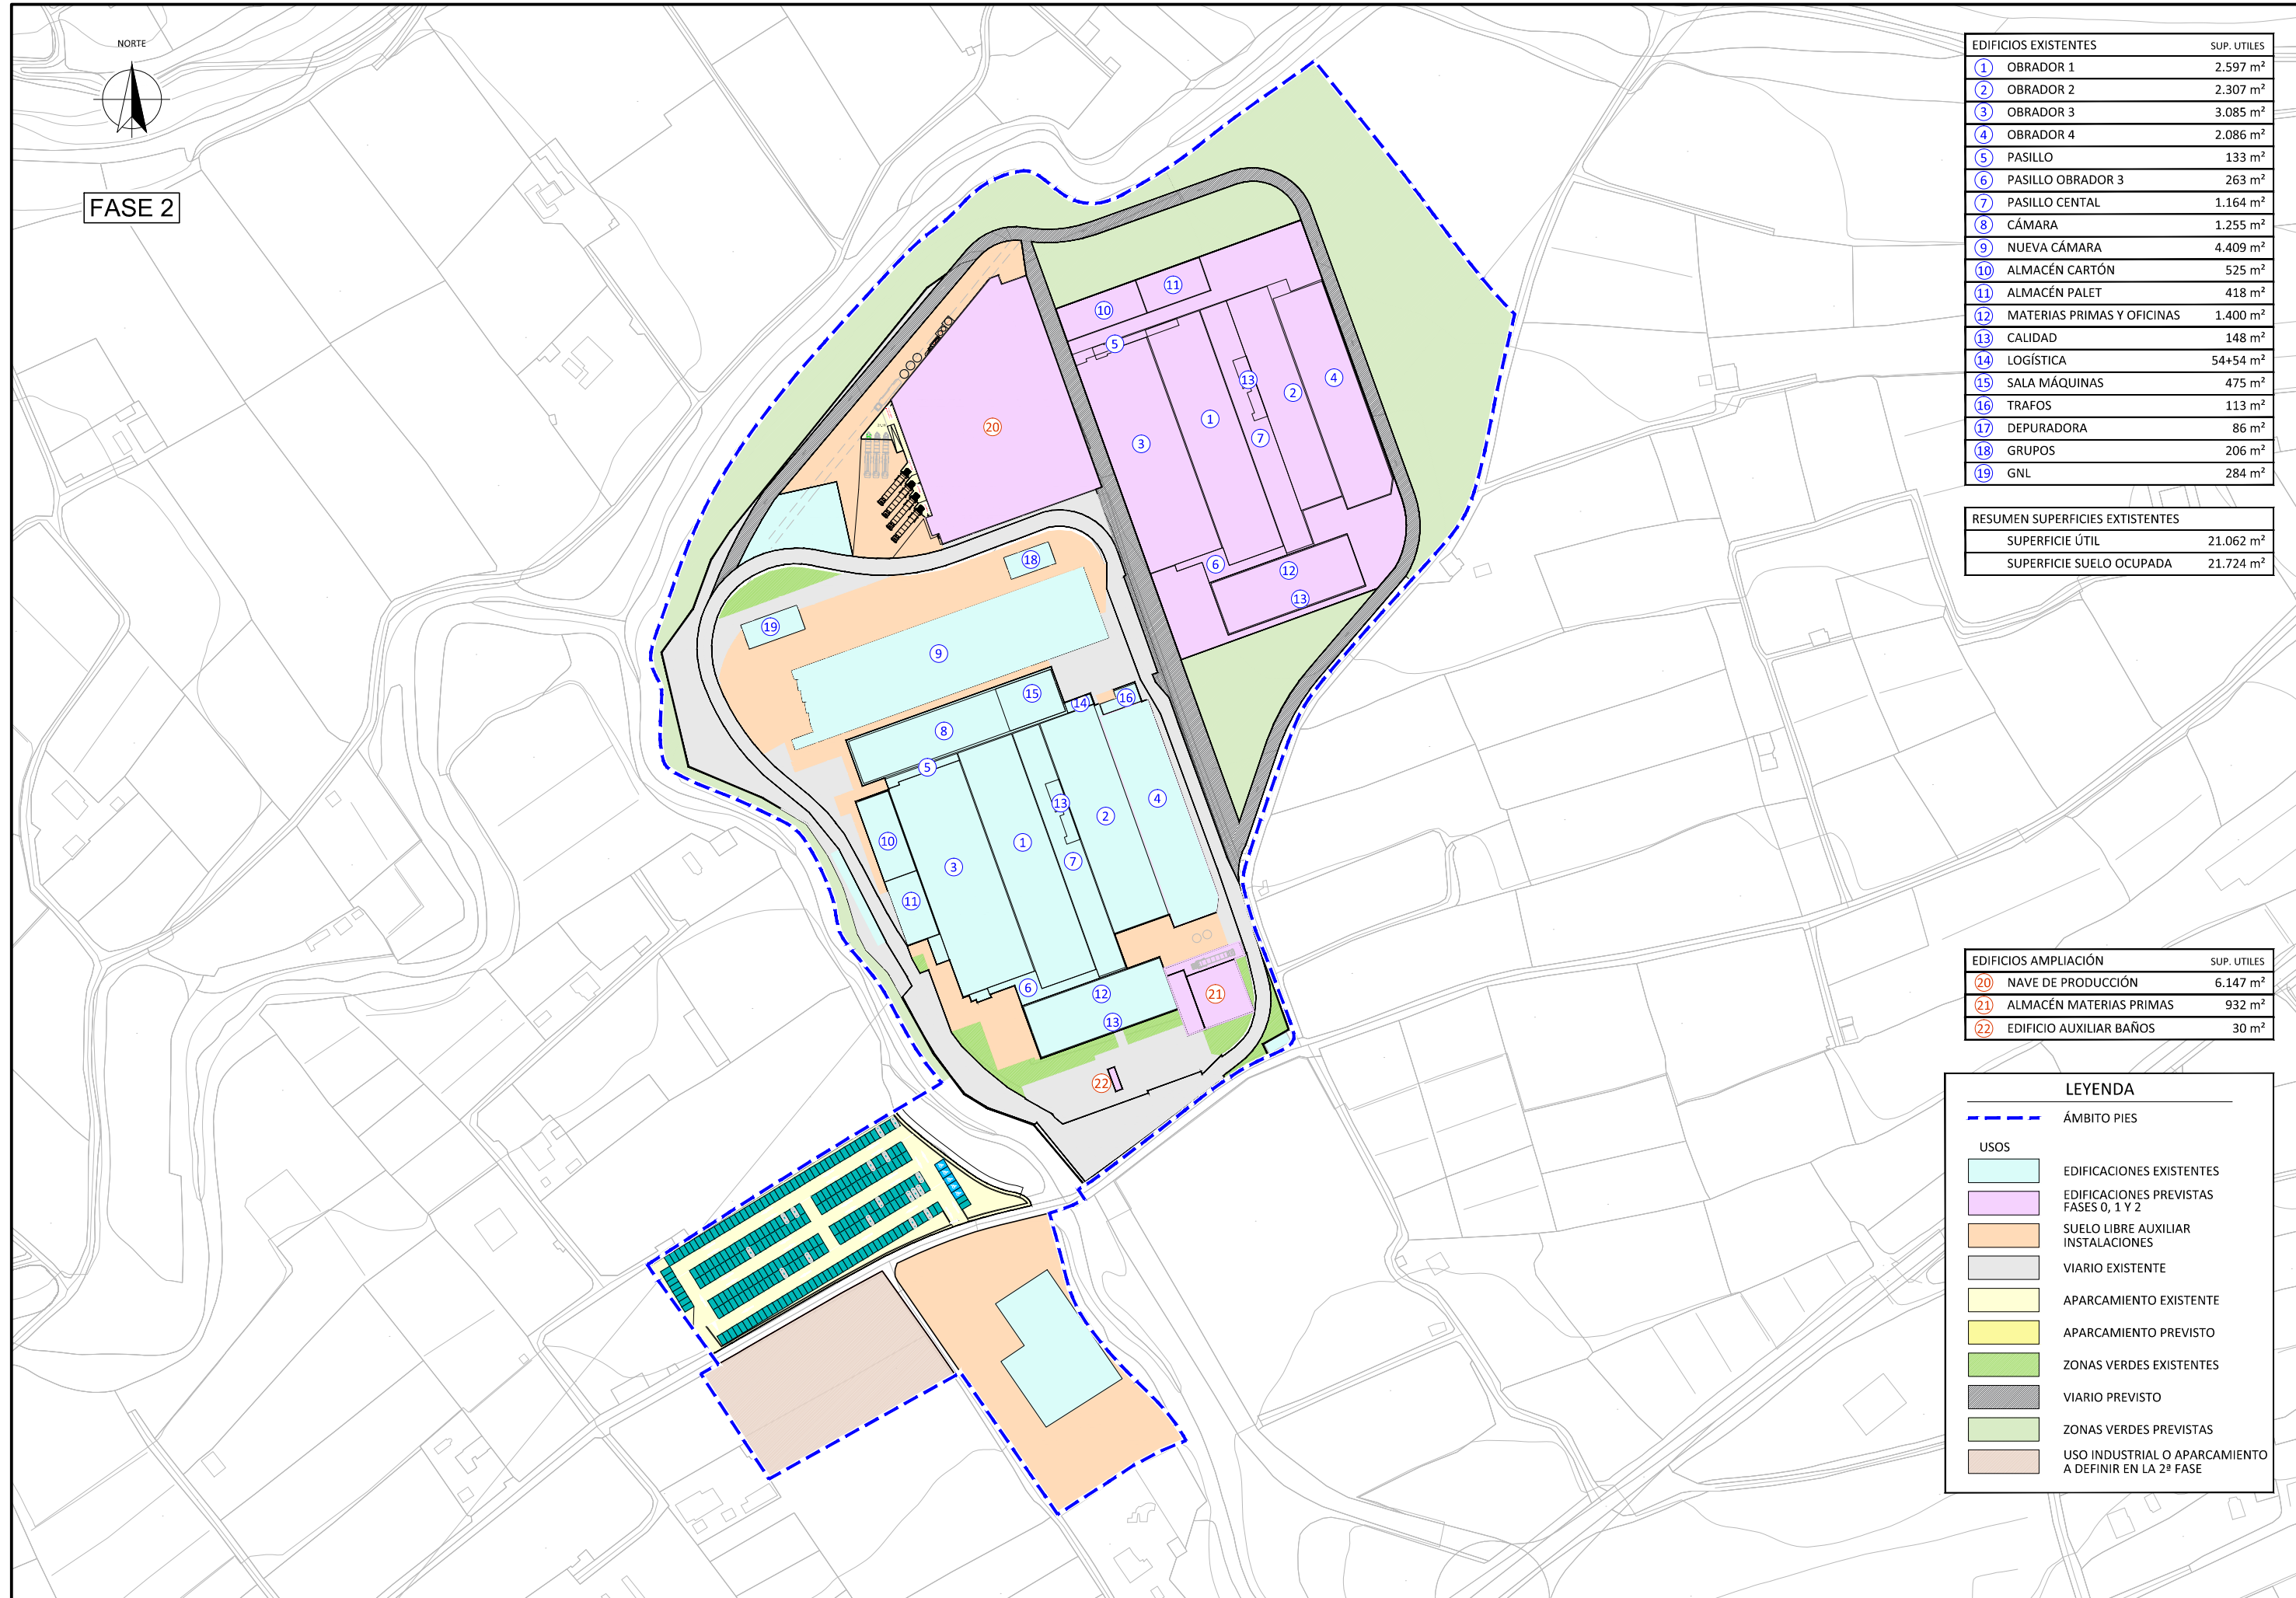 NORTE
FASE 2
EDIFICIOS EXISTENTES SUP. UTILES
1 OBRADOR 1 2.597 m²
2 OBRADOR 2 2.307 m²
3 OBRADOR 3 3.085 m²
4 OBRADOR 4 2.086 m²
5 PASILLO 133 m²
6 PASILLO OBRADOR 3 263 m²
7 PASILLO CENTAL 1.164 m²
8 CÁMARA 1.255 m²
9 NUEVA CÁMARA 4.409 m²
10 ALMACÉN CARTÓN 525 m²
11 ALMACÉN PALET 418 m²
12 MATERIAS PRIMAS Y OFICINAS 1.400 m²
13 CALIDAD 148 m²
14 LOGÍSTICA 54+54 m²
15 SALA MÁQUINAS 475 m²
16 TRAFOS 113 m²
17 DEPURADORA 86 m²
18 GRUPOS 206 m²
19 GNL 284 m²
RESUMEN SUPERFICIES EXTISTENTES
SUPERFICIE ÚTIL 21.062 m²
SUPERFICIE SUELO OCUPADA 21.724 m²
11
10
5
13
4
2
1
20
7
3
6
12
13
18
19
9
15
16
14
8
5
4
13
2
10
1
7
3
11
6
12
21
13
22
EDIFICIOS AMPLIACIÓN SUP. UTILES
20 NAVE DE PRODUCCIÓN 6.147 m²
21 ALMACÉN MATERIAS PRIMAS 932 m²
22 EDIFICIO AUXILIAR BAÑOS 30 m²
LEYENDA
ÁMBITO PIES
USOS
EDIFICACIONES EXISTENTES
EDIFICACIONES PREVISTAS
FASES 0, 1 Y 2
SUELO LIBRE AUXILIAR
INSTALACIONES
VIARIO EXISTENTE
APARCAMIENTO EXISTENTE
APARCAMIENTO PREVISTO
ZONAS VERDES EXISTENTES
VIARIO PREVISTO
ZONAS VERDES PREVISTAS
USO INDUSTRIAL O APARCAMIENTO
A DEFINIR EN LA 2ª FASE